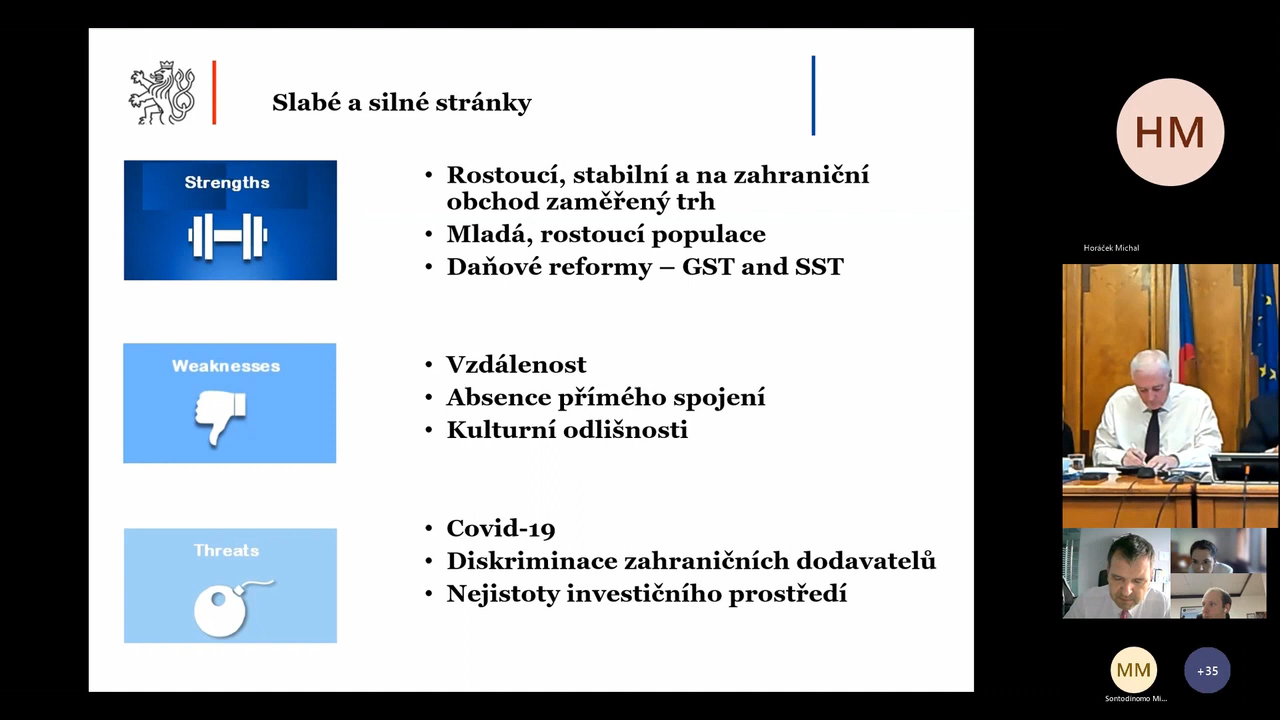 Slabé a silné stránky
Strengths
• Rostoucí, stabilní a na zahraniční
obchod zaměřený trh
• Mladá, rostoucí populace
• Daňové reformy – GST and SST
Weaknesses
• Vzdálenost
• Absence přímého spojení
• Kulturní odlišnosti
Threats
• Covid-19
• Diskriminace zahraničních dodavatelů
• Nejistoty investičního prostředí
HM
Horáček Michal
MM
Sontodinomo Mi...
+35